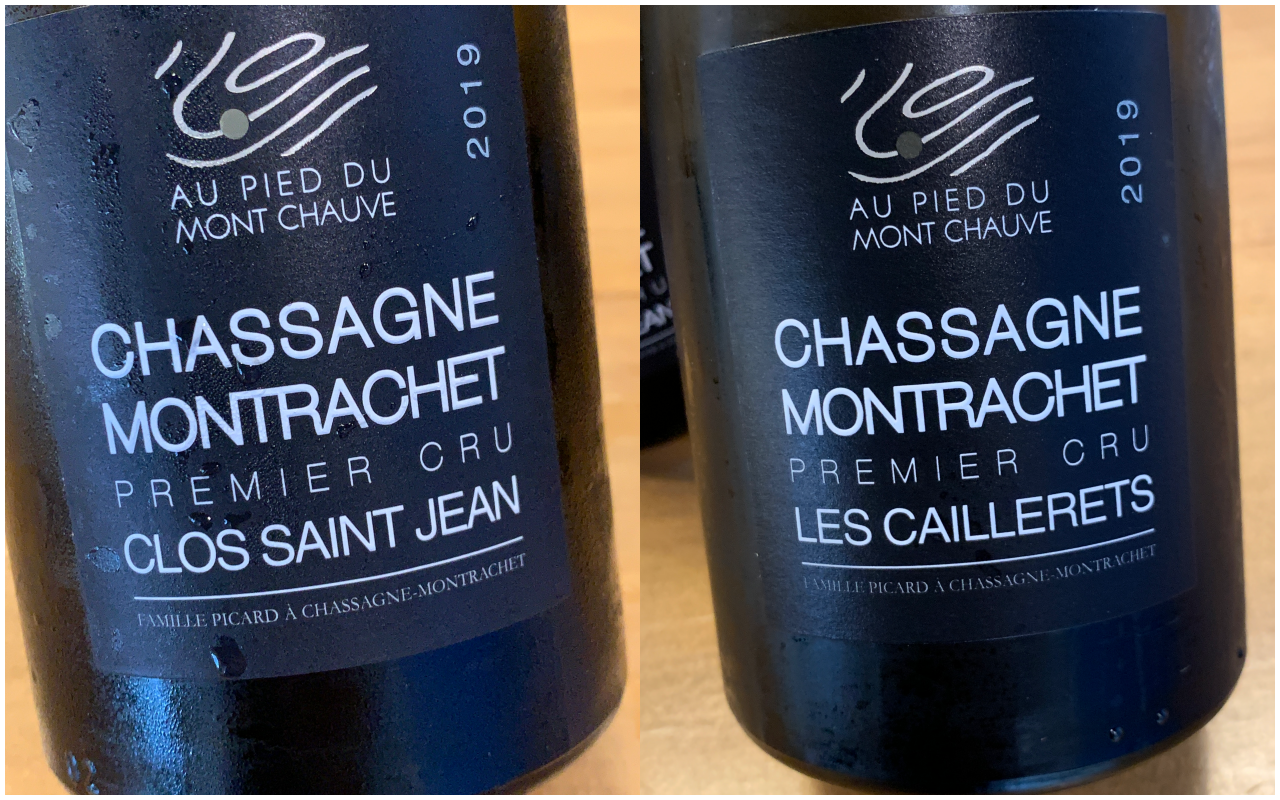 2019
AU PIED DU
MONT CHAUVE
CHASSAGNE
MONTRACHET
PREMIER CRU
CLOS SAINT JEAN
FAMILLE PICARD À CHASSAGNE-MONTRACHET
2019
AU PIED DU
MONT CHAUVE
CHASSAGNE
MONTRACHET
PREMIER CRU
LES CAILLERETS
FAMILLE PICARD À CHASSAGNE-MONTRACHET